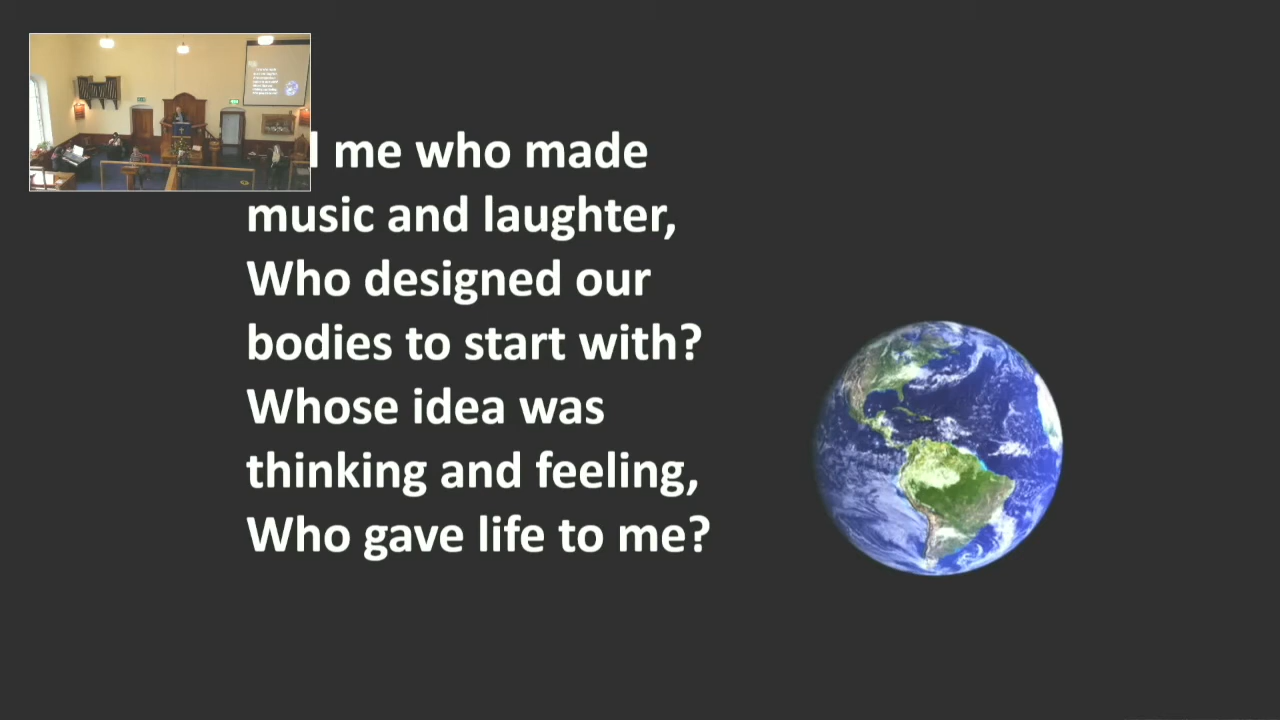 me who made
music and laughter,
Who designed our
bodies to start with?
Whose idea was
thinking and feeling,
Who gave life to me?